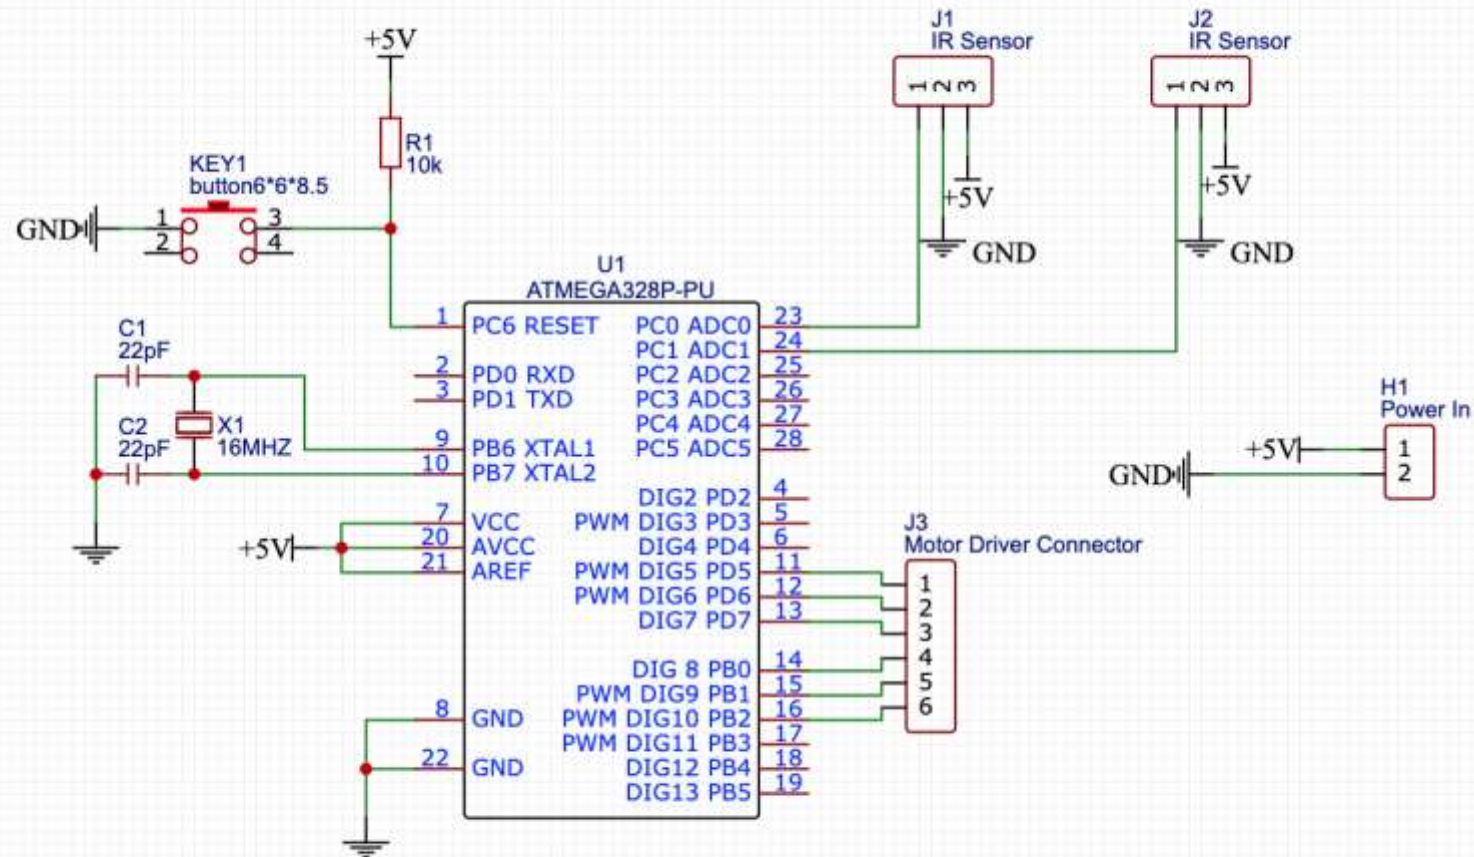 +5V
R1
10k
KEY1
button6*6*8.5
GND
1
2
3
4
J1
IR Sensor
1 2 3
+5V
GND
J2
IR Sensor
1 2 3
+5V
GND
U1
ATMEGA328P-PU
1 PC6 RESET
2 PD0 RXD
3 PD1 TXD
9 PB6 XTAL1
10 PB7 XTAL2
7 VCC
20 AVCC
21 AREF
8 GND
22 GND
PC0 ADC0 23
PC1 ADC1 24
PC2 ADC2 25
PC3 ADC3 26
PC4 ADC4 27
PC5 ADC5 28
DIG2 PD2 4
PWM DIG3 PD3 5
DIG4 PD4 6
PWM DIG5 PD5 11
PWM DIG6 PD6 12
DIG7 PD7 13
DIG 8 PB0 14
PWM DIG9 PB1 15
PWM DIG10 PB2 16
PWM DIG11 PB3 17
DIG12 PB4 18
DIG13 PB5 19
C1
22pF
C2
22pF
X1
16MHZ
+5V
H1
Power In
+5V
GND
1
2
J3
Motor Driver Connector
1
2
3
4
5
6